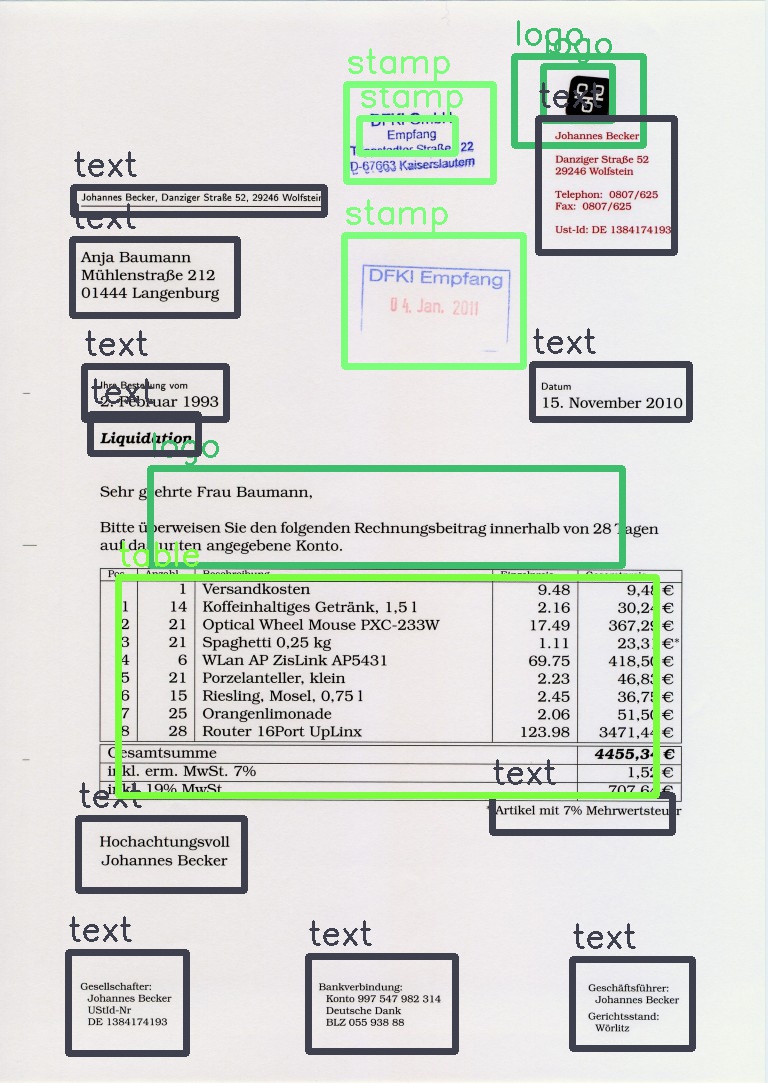 logo
logo
stamp
stamp
DFKI GmbH
Empfang
22
D-67663 Kaiserslautern
text
Johannes Becker
Danziger Straße 52
29246 Wolfstein
Telephon: 0807/625
Fax: 0807/625
Ust-Id: DE 1384174193
text
Johannes Becker, Danziger Straße 52, 29246 Wolfstein
text
Anja Baumann
Mühlenstraße 212
01444 Langenburg
stamp
DFKI Empfang
04. Jan. 2011
text
Ihre Bestellung vom
2. Februar 1993
text
Datum
15. November 2010
text
Liquidation
logo
Sehr geehrte Frau Baumann,
Bitte überweisen Sie den folgenden Rechnungsbeitrag innerhalb von 28 Tagen
auf das unten angegebene Konto.
table
Pos. Anzahl Beschreibung Einzelpreis Gesamtpreis
1 Versandkosten 9.48 9,48 €
1 14 Koffeinhaltiges Getränk, 1,5 l 2.16 30,24 €
2 21 Optical Wheel Mouse PXC-233W 17.49 367,29 €
3 21 Spaghetti 0,25 kg 1.11 23,31 €*
4 6 WLan AP ZisLink AP5431 69.75 418,50 €
5 21 Porzelanteller, klein 2.23 46,83 €
6 15 Riesling, Mosel, 0,75 l 2.45 36,75 €
7 25 Orangenlimonade 2.06 51,50 €
8 28 Router 16Port UpLinx 123.98 3471,44 €
Gesamtsumme 4455,34 €
inkl. erm. MwSt. 7% 1,52 €
inkl. 19% MwSt. 707,64 €
text
*Artikel mit 7% Mehrwertsteuer
text
Hochachtungsvoll
Johannes Becker
text
Gesellschafter:
Johannes Becker
UStId-Nr
DE 1384174193
text
Bankverbindung:
Konto 997 547 982 314
Deutsche Dank
BLZ 055 938 88
text
Geschäftsführer:
Johannes Becker
Gerichtsstand:
Wörlitz